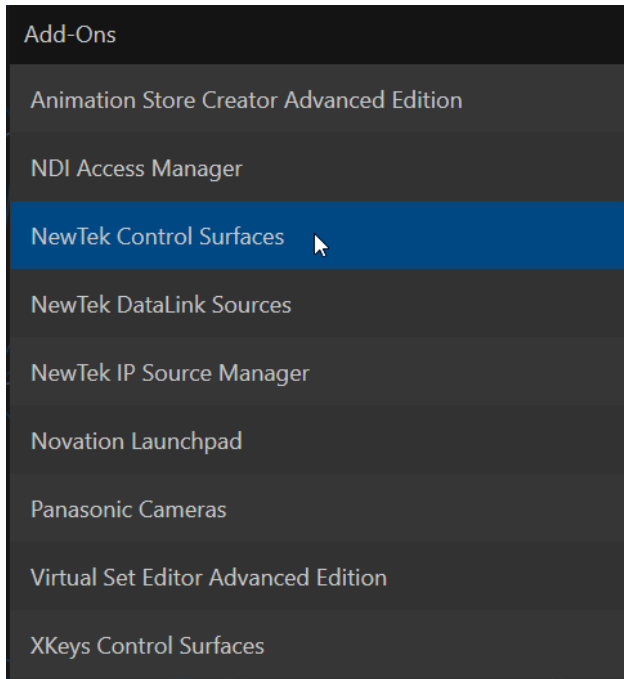 Add-Ons
Animation Store Creator Advanced Edition
NDI Access Manager
NewTek Control Surfaces
NewTek DataLink Sources
NewTek IP Source Manager
Novation Launchpad
Panasonic Cameras
Virtual Set Editor Advanced Edition
XKeys Control Surfaces